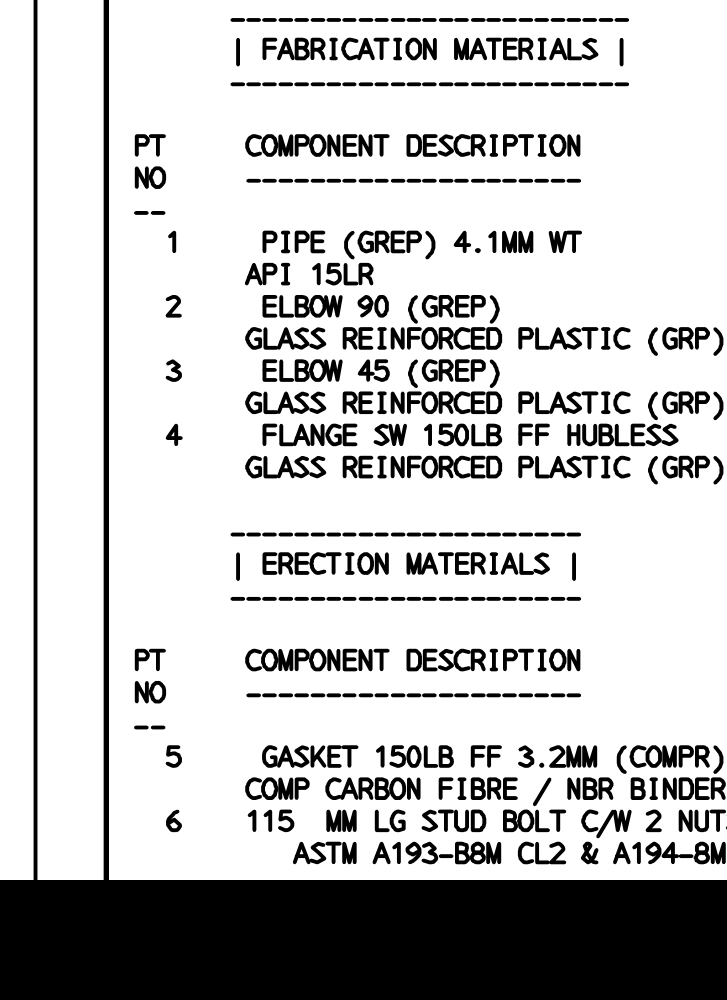 -------------------------
| FABRICATION MATERIALS |
-------------------------
PT COMPONENT DESCRIPTION
NO ---------------------
--
1 PIPE (GREP) 4.1MM WT
API 15LR
2 ELBOW 90 (GREP)
GLASS REINFORCED PLASTIC (GRP)
3 ELBOW 45 (GREP)
GLASS REINFORCED PLASTIC (GRP)
4 FLANGE SW 150LB FF HUBLESS
GLASS REINFORCED PLASTIC (GRP)
----------------------
| ERECTION MATERIALS |
----------------------
PT COMPONENT DESCRIPTION
NO ---------------------
--
5 GASKET 150LB FF 3.2MM (COMPR)
COMP CARBON FIBRE / NBR BINDER
6 115 MM LG STUD BOLT C/W 2 NUT
ASTM A193-B8M CL2 & A194-8M